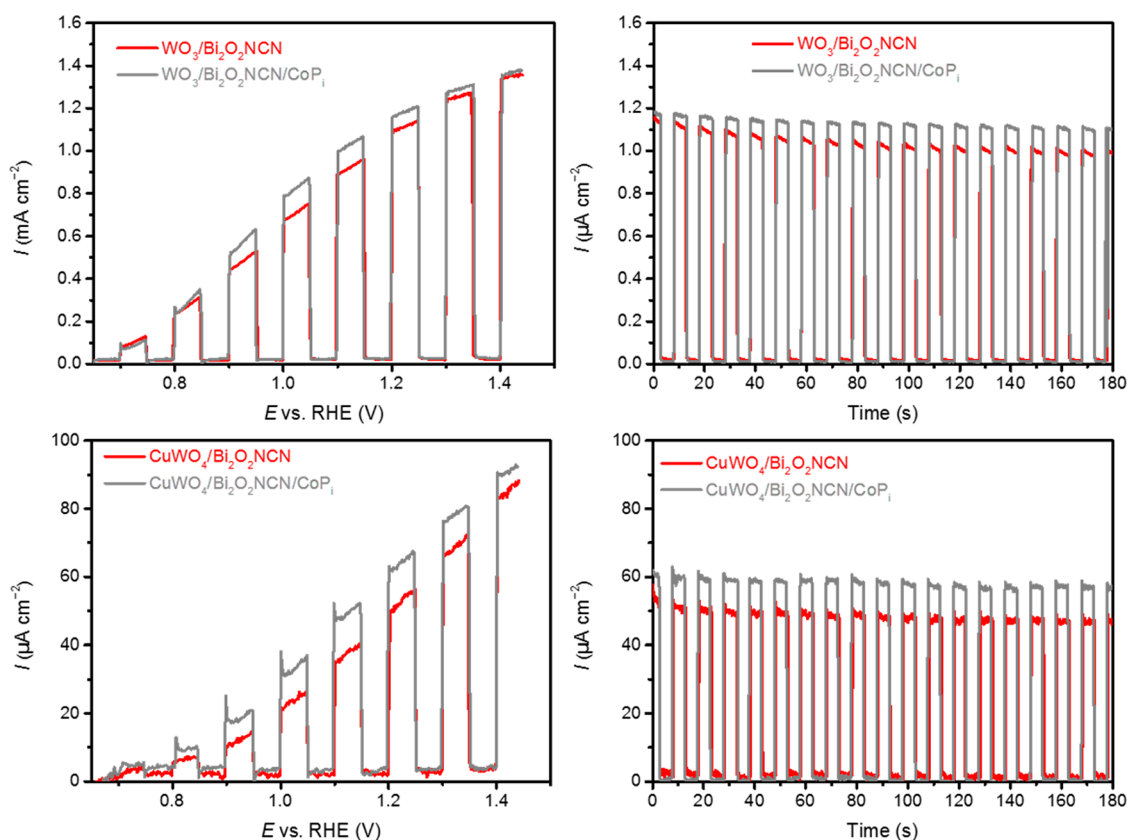 WO₃/Bi₂O₂NCN
WO₃/Bi₂O₂NCN/CoPᵢ
1.6
1.4
1.2
1.0
0.8
0.6
0.4
0.2
0.0
I (mA cm⁻²)
0.8 1.0 1.2 1.4
E vs. RHE (V)
WO₃/Bi₂O₂NCN
WO₃/Bi₂O₂NCN/CoPᵢ
1.6
1.4
1.2
1.0
0.8
0.6
0.4
0.2
0.0
I (µA cm⁻²)
0 20 40 60 80 100 120 140 160 180
Time (s)
CuWO₄/Bi₂O₂NCN
CuWO₄/Bi₂O₂NCN/CoPᵢ
100
80
60
40
20
0
I (µA cm⁻²)
0.8 1.0 1.2 1.4
E vs. RHE (V)
CuWO₄/Bi₂O₂NCN
CuWO₄/Bi₂O₂NCN/CoPᵢ
100
80
60
40
20
0
I (µA cm⁻²)
0 20 40 60 80 100 120 140 160 180
Time (s)